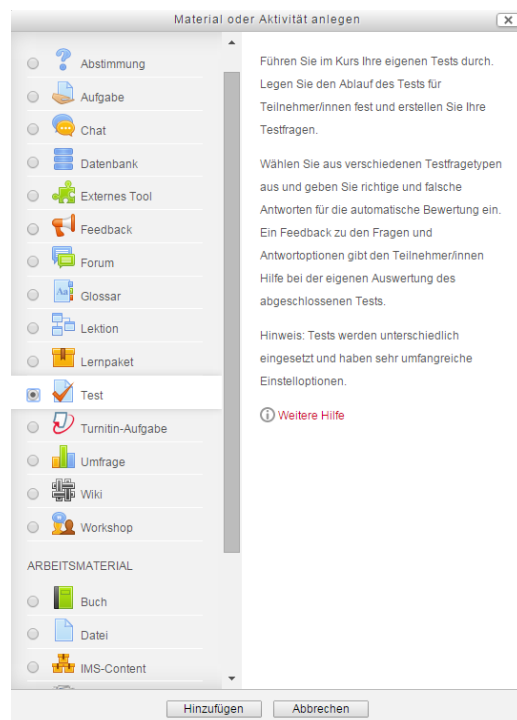 Material oder Aktivität anlegen
Abstimmung
Aufgabe
Chat
Datenbank
Externes Tool
Feedback
Forum
Glossar
Lektion
Lernpaket
Test
Turnitin-Aufgabe
Umfrage
Wiki
Workshop
ARBEITSMATERIAL
Buch
Datei
IMS-Content
Führen Sie im Kurs Ihre eigenen Tests durch.
Legen Sie den Ablauf des Tests für
Teilnehmer/innen fest und erstellen Sie Ihre
Testfragen.
Wählen Sie aus verschiedenen Testfragetypen
aus und geben Sie richtige und falsche
Antworten für die automatische Bewertung ein.
Ein Feedback zu den Fragen und
Antwortoptionen gibt den Teilnehmer/innen
Hilfe bei der eigenen Auswertung des
abgeschlossenen Tests.
Hinweis: Tests werden unterschiedlich
eingesetzt und haben sehr umfangreiche
Einstelloptionen.
Weitere Hilfe
Hinzufügen
Abbrechen